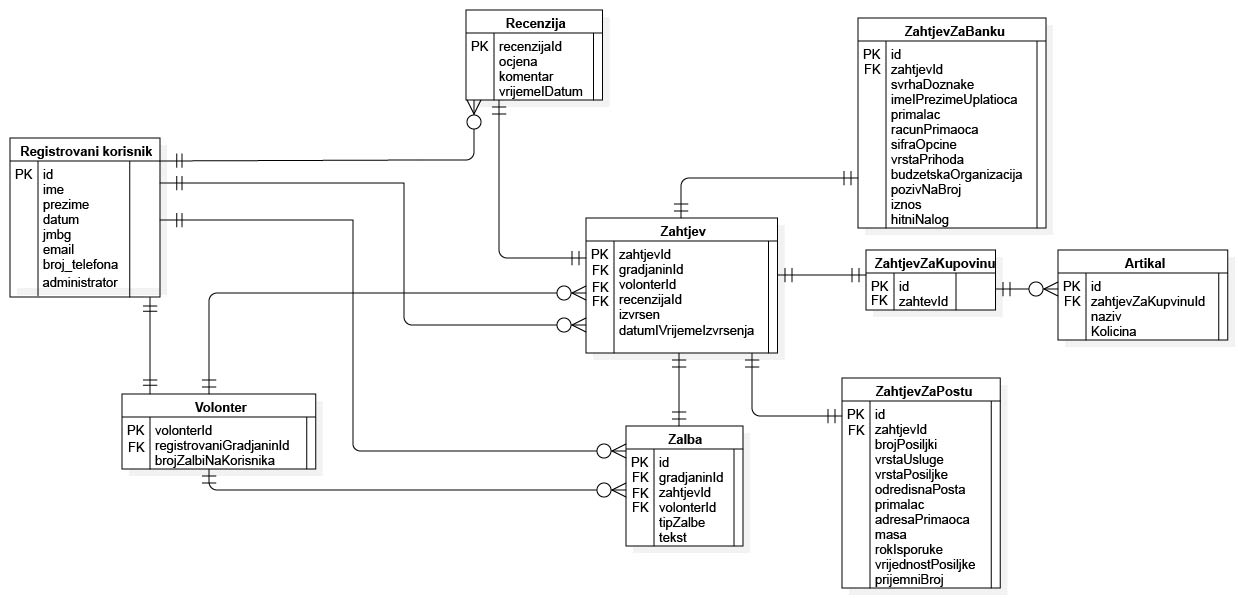 Recenzija
PK recenzijaId
ocjena
komentar
vrijemeIDatum
ZahtjevZaBanku
PK id
FK zahtjevId
svrhaDoznake
imeIPrezimeUplatioca
primalac
racunPrimaoca
sifraOpcine
vrstaPrihoda
budzetskaOrganizacija
pozivNaBroj
iznos
hitniNalog
Registrovani korisnik
PK id
ime
prezime
datum
jmbg
email
broj_telefona
administrator
Zahtjev
PK zahtjevId
FK gradjaninId
FK volonterId
FK recenzijaId
izvrsen
datumIVrijemeIzvrsenja
ZahtjevZaKupovinu
PK id
FK zahtevId
Artikal
PK id
FK zahtjevZaKupvinuId
naziv
Kolicina
Volonter
PK volonterId
FK registrovaniGradjaninId
brojZalbiNaKorisnika
Zalba
PK id
FK gradjaninId
FK zahtjevId
FK volonterId
tipZalbe
tekst
ZahtjevZaPostu
PK id
FK zahtjevId
brojPosiljki
vrstaUsluge
vrstaPosiljke
odredisnaPosta
primalac
adresaPrimaoca
masa
rokIsporuke
vrijednostPosiljke
prijemniBroj